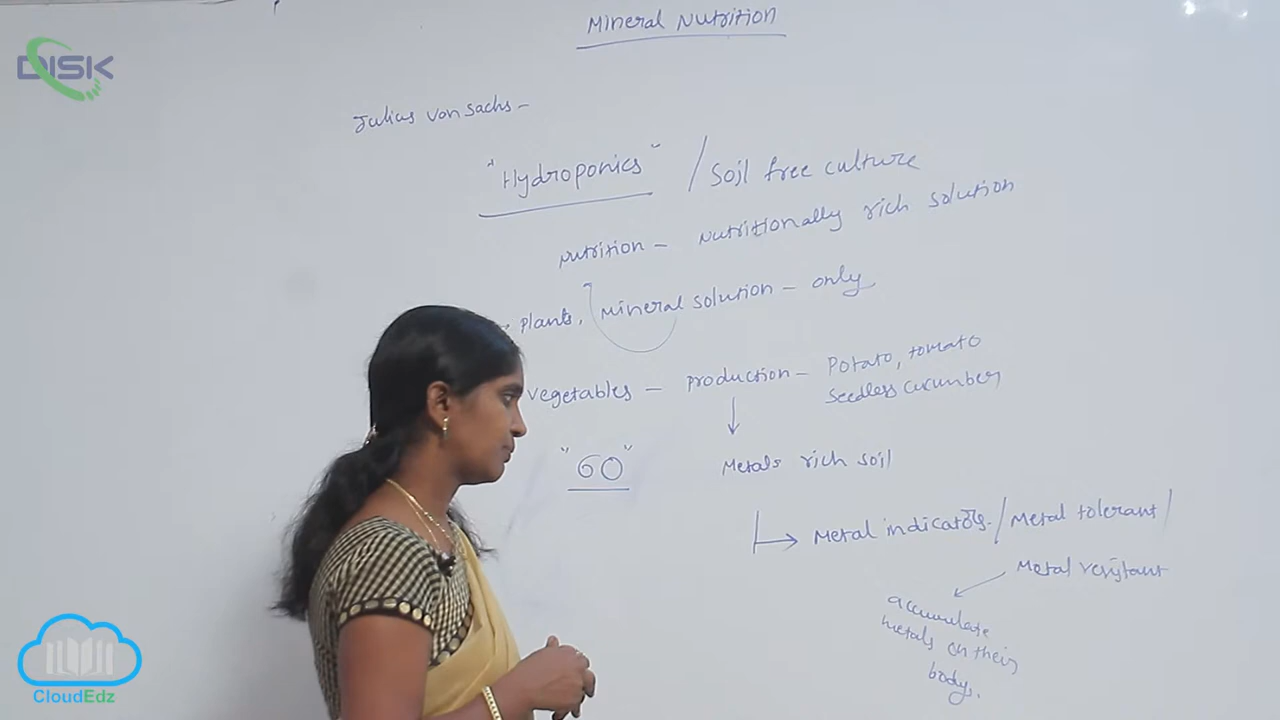 Mineral Nutrition
DISK
Julius von Sachs -
"Hydroponics" / Soil free culture
Nutrition - Nutritionally rich solution
plants, Mineral solution - only
vegetables - production - Potato, tomato
Seedless cucumber
"60"
Metals rich soil
Metal indicators. / Metal tolerant /
Metal resistant
accumulate
metals on their
bodys.
CloudEdz